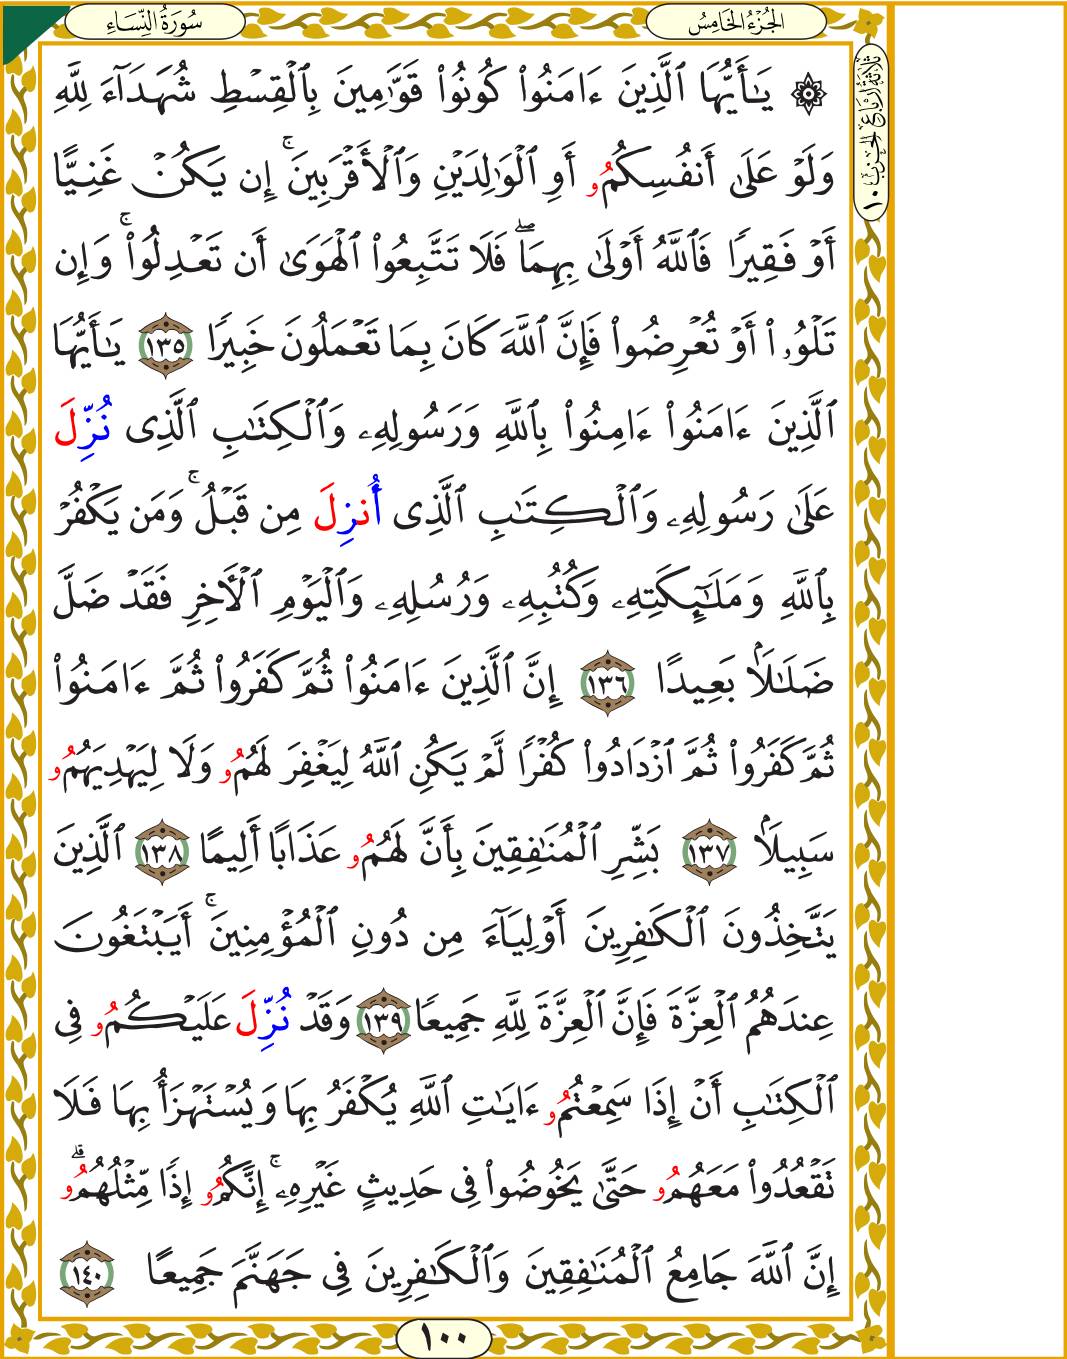 سُورَةُ النِّسَاءِ
الجُزْءُ الخَامِسُ
ثَلَاثَةُ أَرْبَاعِ الحِزْبِ ١٠
۞ يَـٰٓأَيُّهَا ٱلَّذِينَ ءَامَنُوا۟ كُونُوا۟ قَوَّٰمِينَ بِٱلْقِسْطِ شُهَدَآءَ لِلَّهِ
وَلَوْ عَلَىٰٓ أَنفُسِكُمُۥ أَوِ ٱلْوَٰلِدَيْنِ وَٱلْأَقْرَبِينَ ۚ إِن يَكُنْ غَنِيًّا
أَوْ فَقِيرًا فَٱللَّهُ أَوْلَىٰ بِهِمَا ۖ فَلَا تَتَّبِعُوا۟ ٱلْهَوَىٰٓ أَن تَعْدِلُوا۟ ۚ وَإِن
تَلْوُۥٓا۟ أَوْ تُعْرِضُوا۟ فَإِنَّ ٱللَّهَ كَانَ بِمَا تَعْمَلُونَ خَبِيرًا ١٣٥ يَـٰٓأَيُّهَا
ٱلَّذِينَ ءَامَنُوٓا۟ ءَامِنُوا۟ بِٱللَّهِ وَرَسُولِهِۦ وَٱلْكِتَـٰبِ ٱلَّذِى نُزِّلَ
عَلَىٰ رَسُولِهِۦ وَٱلْكِتَـٰبِ ٱلَّذِىٓ أُنزِلَ مِن قَبْلُ ۚ وَمَن يَكْفُرْ
بِٱللَّهِ وَمَلَـٰٓئِكَتِهِۦ وَكُتُبِهِۦ وَرُسُلِهِۦ وَٱلْيَوْمِ ٱلْـَٔاخِرِ فَقَدْ ضَلَّ
ضَلَـٰلًۢا بَعِيدًا ١٣٦ إِنَّ ٱلَّذِينَ ءَامَنُوا۟ ثُمَّ كَفَرُوا۟ ثُمَّ ءَامَنُوا۟
ثُمَّ كَفَرُوا۟ ثُمَّ ٱزْدَادُوا۟ كُفْرًا لَّمْ يَكُنِ ٱللَّهُ لِيَغْفِرَ لَهُمُۥ وَلَا لِيَهْدِيَهُمُۥ
سَبِيلًۢا ١٣٧ بَشِّرِ ٱلْمُنَـٰفِقِينَ بِأَنَّ لَهُمُۥ عَذَابًا أَلِيمًا ١٣٨ ٱلَّذِينَ
يَتَّخِذُونَ ٱلْكَـٰفِرِينَ أَوْلِيَآءَ مِن دُونِ ٱلْمُؤْمِنِينَ ۚ أَيَبْتَغُونَ
عِندَهُمُ ٱلْعِزَّةَ فَإِنَّ ٱلْعِزَّةَ لِلَّهِ جَمِيعًا ١٣٩ وَقَدْ نُزِّلَ عَلَيْكُمُۥ فِى
ٱلْكِتَـٰبِ أَنْ إِذَا سَمِعْتُمُۥ ءَايَـٰتِ ٱللَّهِ يُكْفَرُ بِهَا وَيُسْتَهْزَأُ بِهَا فَلَا
تَقْعُدُوا۟ مَعَهُمُۥ حَتَّىٰ يَخُوضُوا۟ فِى حَدِيثٍ غَيْرِهِۦٓ ۚ إِنَّكُمُۥ إِذًا مِّثْلُهُمُۥ ۗ
إِنَّ ٱللَّهَ جَامِعُ ٱلْمُنَـٰفِقِينَ وَٱلْكَـٰفِرِينَ فِى جَهَنَّمَ جَمِيعًا ١٤٠
١٠٠